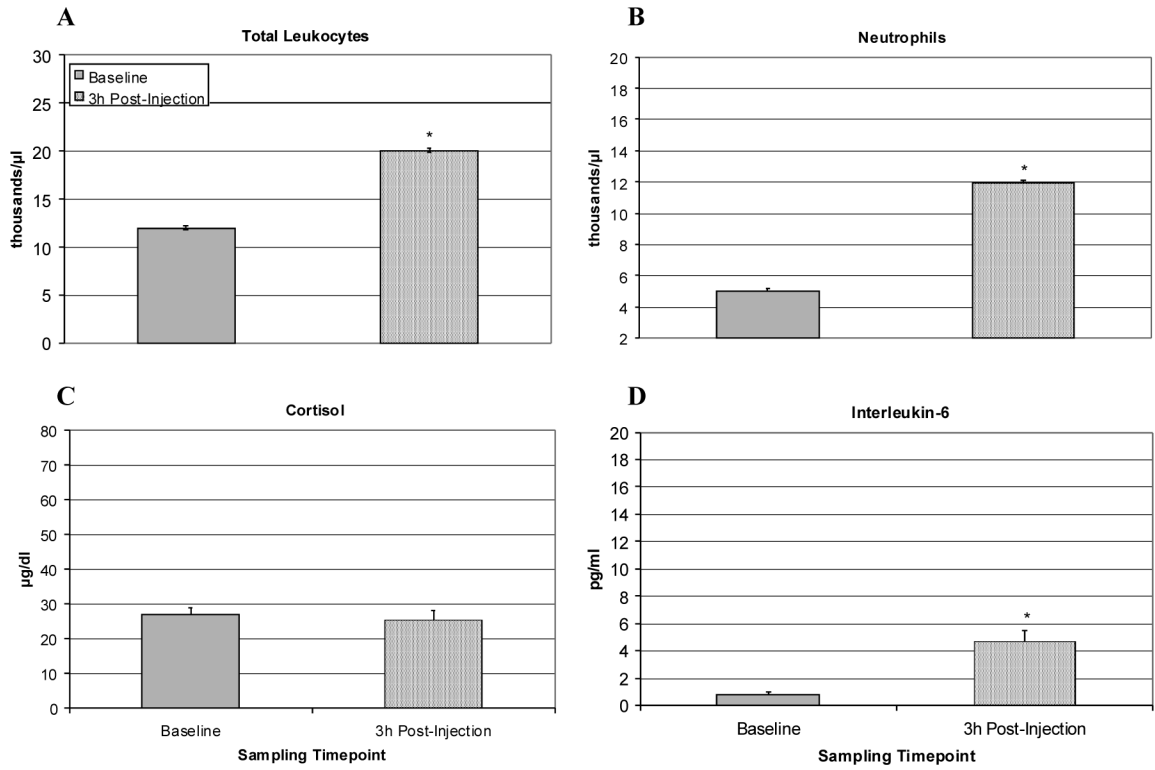 A
Total Leukocytes
30
25
20
15
10
5
0
thousands/µl
Baseline
3h Post-Injection
*
B
Neutrophils
20
18
16
14
12
10
8
6
4
2
thousands/µl
*
C
Cortisol
80
70
60
50
40
30
20
10
0
µg/dl
Baseline
3h Post-Injection
Sampling Timepoint
D
Interleukin-6
20
18
16
14
12
10
8
6
4
2
0
pg/ml
*
Baseline
3h Post-Injection
Sampling Timepoint